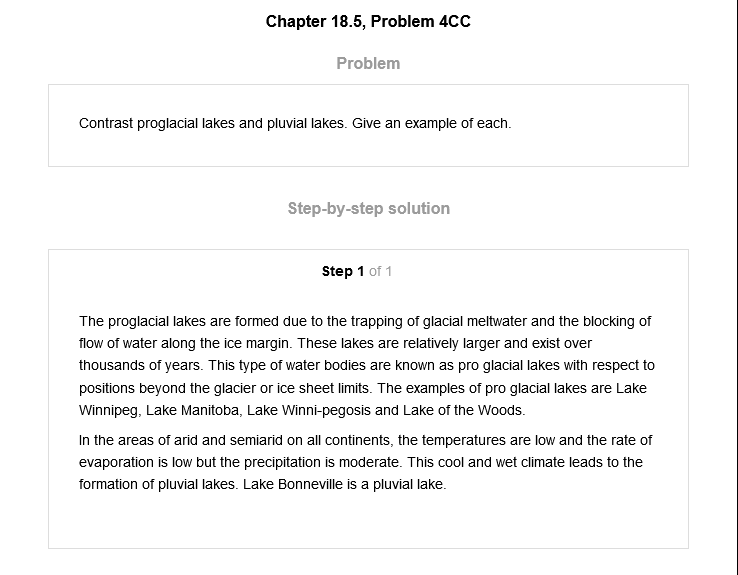 Chapter 18.5, Problem 4CC
Problem
Contrast proglacial lakes and pluvial lakes. Give an example of each.
Step-by-step solution
Step 1 of 1
The proglacial lakes are formed due to the trapping of glacial meltwater and the blocking of
flow of water along the ice margin. These lakes are relatively larger and exist over
thousands of years. This type of water bodies are known as pro glacial lakes with respect to
positions beyond the glacier or ice sheet limits. The examples of pro glacial lakes are Lake
Winnipeg, Lake Manitoba, Lake Winni-pegosis and Lake of the Woods.
In the areas of arid and semiarid on all continents, the temperatures are low and the rate of
evaporation is low but the precipitation is moderate. This cool and wet climate leads to the
formation of pluvial lakes. Lake Bonneville is a pluvial lake.